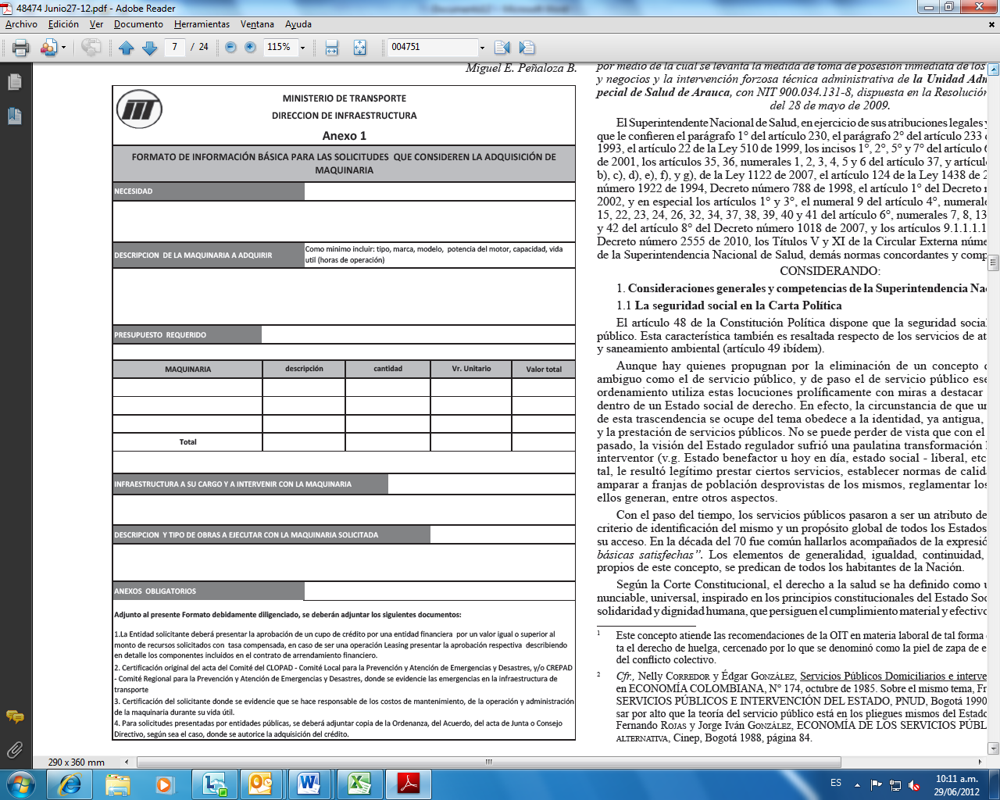 48474 Junio27-12.pdf - Adobe Reader
Archivo Edición Ver Documento Herramientas Ventana Ayuda
7 / 24 115% 004751
Miguel E. Peñaloza B.
MINISTERIO DE TRANSPORTE
DIRECCION DE INFRAESTRUCTURA
Anexo 1
FORMATO DE INFORMACIÓN BÁSICA PARA LAS SOLICITUDES QUE CONSIDEREN LA ADQUISICIÓN DE
MAQUINARIA
NECESIDAD
DESCRIPCION DE LA MAQUINARIA A ADQUIRIR
Como minimo incluir: tipo, marca, modelo, potencia del motor, capacidad, vida
util (horas de operación)
PRESUPUESTO REQUERIDO
MAQUINARIA descripción cantidad Vr. Unitario Valor total
Total
INFRAESTRUCTURA A SU CARGO Y A INTERVENIR CON LA MAQUINARIA
DESCRIPCION Y TIPO DE OBRAS A EJECUTAR CON LA MAQUINARIA SOLICITADA
ANEXOS OBLIGATORIOS
Adjunto al presente Formato debidamente diligenciado, se deberán adjuntar los siguientes documentos:
1.La Entidad solicitante deberá presentar la aprobación de un cupo de crédito por una entidad financiera por un valor igual o superior al
monto de recursos solicitados con tasa compensada, en caso de ser una operación Leasing presentar la aprobación respectiva describiendo
en detalle los componentes incluidos en el contrato de arrendamiento financiero.
2. Certificación original del acta del Comité del CLOPAD - Comité Local para la Prevención y Atención de Emergencias y Desastres, y/o CREPAD
- Comité Regional para la Prevención y Atención de Emergencias y Desastres, donde se evidencie las emergencias en la infraestructura de
transporte
3. Certificación del solicitante donde se evidencie que se hace responsable de los costos de mantenimiento, de la operación y administración
de la maquinaria durante su vida útil.
4. Para solicitudes presentadas por entidades públicas, se deberá adjuntar copia de la Ordenanza, del Acuerdo, del acta de Junta o Consejo
Directivo, según sea el caso, donde se autorice la adquisición del crédito.
por medio de la cual se levanta la medida de toma de posesión inmediata de los
y negocios y la intervención forzosa técnica administrativa de la Unidad Adm
pecial de Salud de Arauca, con NIT 900.034.131-8, dispuesta en la Resolución
del 28 de mayo de 2009.
El Superintendente Nacional de Salud, en ejercicio de sus atribuciones legales y
que le confieren el parágrafo 1° del artículo 230, el parágrafo 2° del artículo 233
1993, el artículo 22 de la Ley 510 de 1999, los incisos 1°, 2°, 5° y 7° del artículo 6
de 2001, los artículos 35, 36, numerales 1, 2, 3, 4, 5 y 6 del artículo 37, y artícul
b), c), d), e), f), y g), de la Ley 1122 de 2007, el artículo 124 de la Ley 1438 de 2
número 1922 de 1994, Decreto número 788 de 1998, el artículo 1° del Decreto n
2002, y en especial los artículos 1° y 3°, el numeral 9 del artículo 4°, numerale
15, 22, 23, 24, 26, 32, 34, 37, 38, 39, 40 y 41 del artículo 6°, numerales 7, 8, 13
y 42 del artículo 8° del Decreto número 1018 de 2007, y los artículos 9.1.1.1.1
Decreto número 2555 de 2010, los Títulos V y XI de la Circular Externa núme
de la Superintendencia Nacional de Salud, demás normas concordantes y comp
CONSIDERANDO:
1. Consideraciones generales y competencias de la Superintendencia Na
1.1 La seguridad social en la Carta Política
El artículo 48 de la Constitución Política dispone que la seguridad social
público. Esta característica también es resaltada respecto de los servicios de at
y saneamiento ambiental (artículo 49 ibídem).
Aunque hay quienes propugnan por la eliminación de un concepto
ambiguo como el de servicio público, y de paso el de servicio público ese
ordenamiento utiliza estas locuciones prolíficamente con miras a destacar
dentro de un Estado social de derecho. En efecto, la circunstancia de que un
de esta trascendencia se ocupe del tema obedece a la identidad, ya antigua,
y la prestación de servicios públicos. No se puede perder de vista que con el
pasado, la visión del Estado regulador sufrió una paulatina transformación
interventor (v.g. Estado benefactor u hoy en día, estado social - liberal, etc
tal, le resultó legítimo prestar ciertos servicios, establecer normas de calida
amparar a franjas de población desprovistas de los mismos, reglamentar los
ellos generan, entre otros aspectos.
Con el paso del tiempo, los servicios públicos pasaron a ser un atributo de
criterio de identificación del mismo y un propósito global de todos los Estados
su acceso. En la década del 70 fue común hallarlos acompañados de la expresió
básicas satisfechas”. Los elementos de generalidad, igualdad, continuidad,
propios de este concepto, se predican de todos los habitantes de la Nación.
Según la Corte Constitucional, el derecho a la salud se ha definido como u
nunciable, universal, inspirado en los principios constitucionales del Estado Soc
solidaridad y dignidad humana, que persiguen el cumplimiento material y efectivo
1 Este concepto atiende las recomendaciones de la OIT en materia laboral de tal forma
ta el derecho de huelga, cercenado por lo que se denominó como la piel de zapa de e
del conflicto colectivo.
2 Cfr., Nelly CORREDOR y Édgar GONZÁLEZ, Servicios Públicos Domiciliarios e interve
en ECONOMÍA COLOMBIANA, N° 174, octubre de 1985. Sobre el mismo tema, Fr
SERVICIOS PÚBLICOS E INTERVENCIÓN DEL ESTADO, PNUD, Bogotá 1990
sar por alto que la teoría del servicio público está en los pliegues mismos del Estado
Fernando ROJAS y Jorge Iván GONZÁLEZ, ECONOMÍA DE LOS SERVICIOS PÚBL
ALTERNATIVA, Cinep, Bogotá 1988, página 84.
290 x 360 mm
ES
10:11 a.m.
29/06/2012